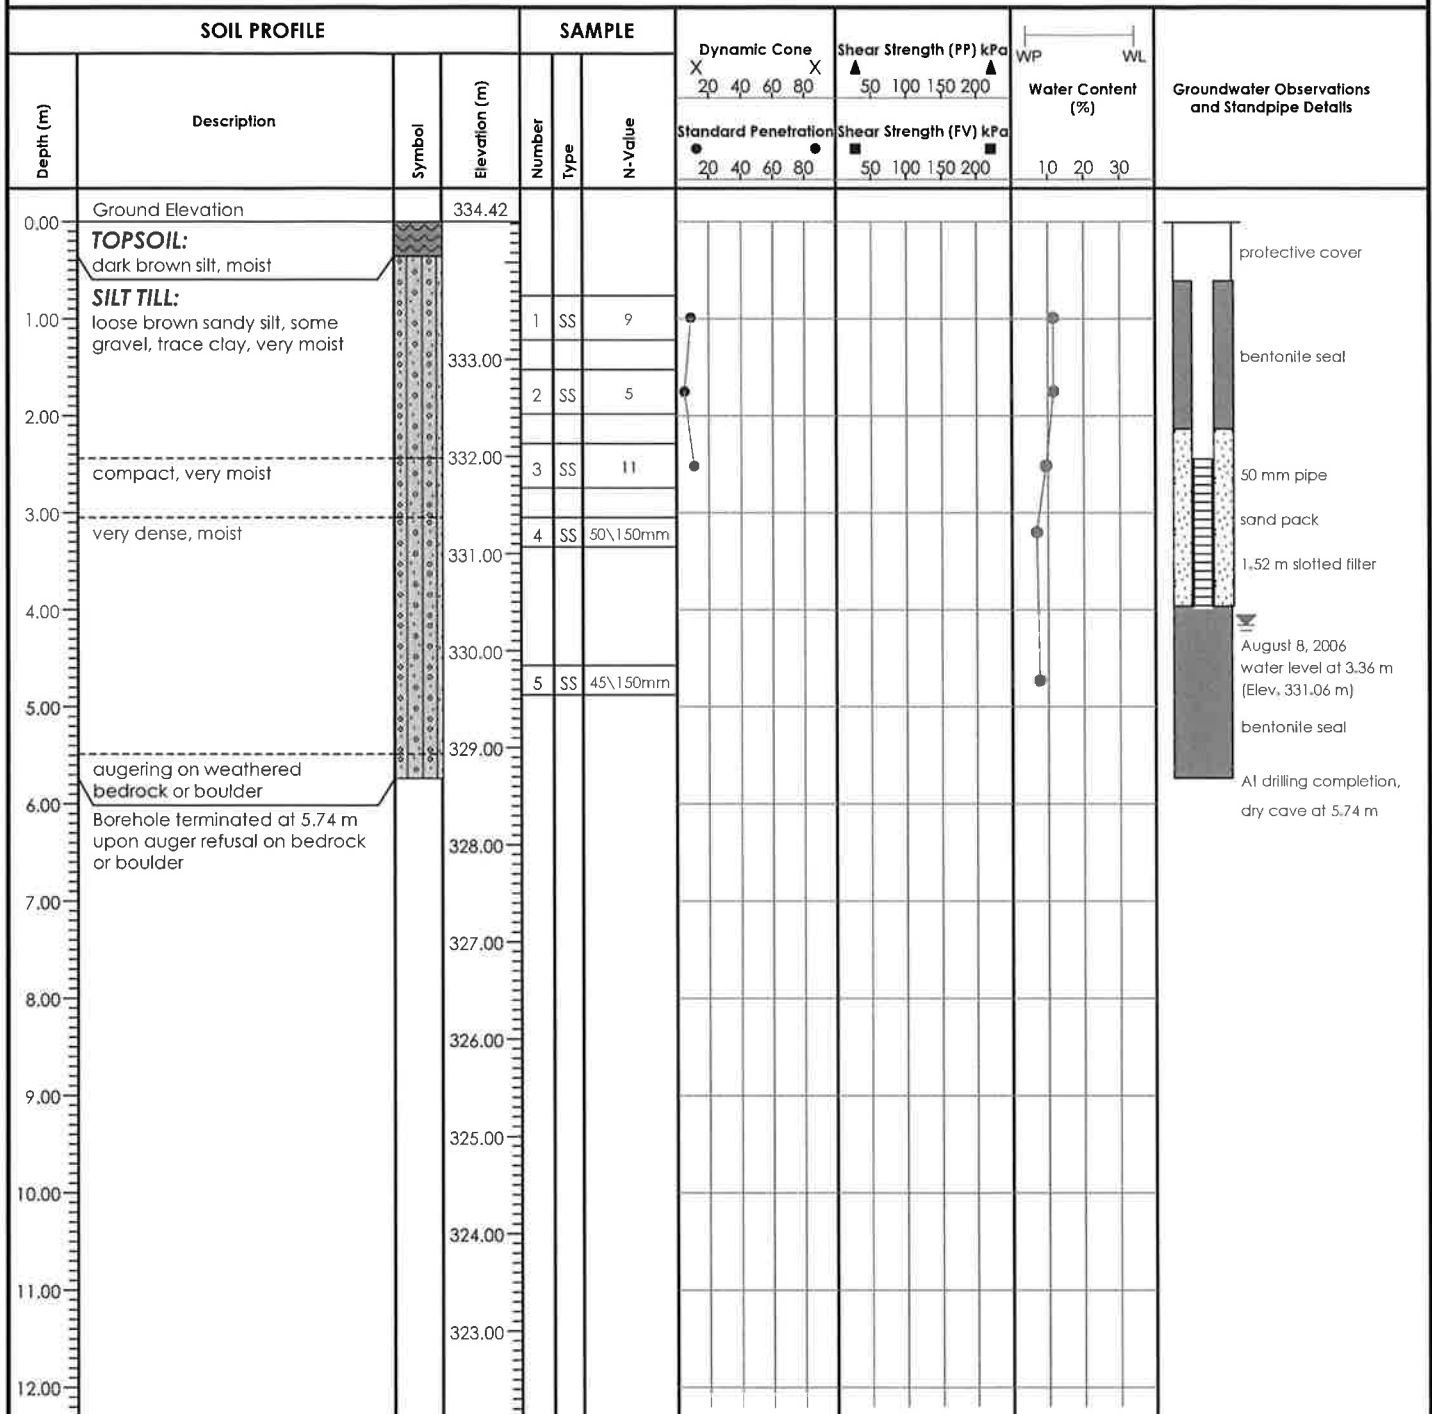 SOIL PROFILE
SAMPLE
Depth (m)
Description
Symbol
Elevation (m)
Number
Type
N-Value
Dynamic Cone
X X
20 40 60 80
Standard Penetration
20 40 60 80
Shear Strength (PP) kPa
50 100 150 200
Shear Strength (FV) kPa
50 100 150 200
WP WL
Water Content
(%)
10 20 30
Groundwater Observations
and Standpipe Details
Ground Elevation 334.42
0.00
TOPSOIL:
dark brown silt, moist
protective cover
SILT TILL:
loose brown sandy silt, some
gravel, trace clay, very moist
1.00
1 SS 9
333.00
bentonite seal
2 SS 5
2.00
332.00
compact, very moist
3 SS 11
50 mm pipe
3.00
very dense, moist
sand pack
4 SS 50\150mm
331.00
1.52 m slotted filter
4.00
August 8, 2006
water level at 3.36 m
(Elev. 331.06 m)
330.00
5 SS 45\150mm
5.00
bentonite seal
329.00
augering on weathered
bedrock or boulder
At drilling completion,
dry cave at 5.74 m
6.00
Borehole terminated at 5.74 m
upon auger refusal on bedrock
or boulder
328.00
7.00
327.00
8.00
326.00
9.00
325.00
10.00
324.00
11.00
323.00
12.00